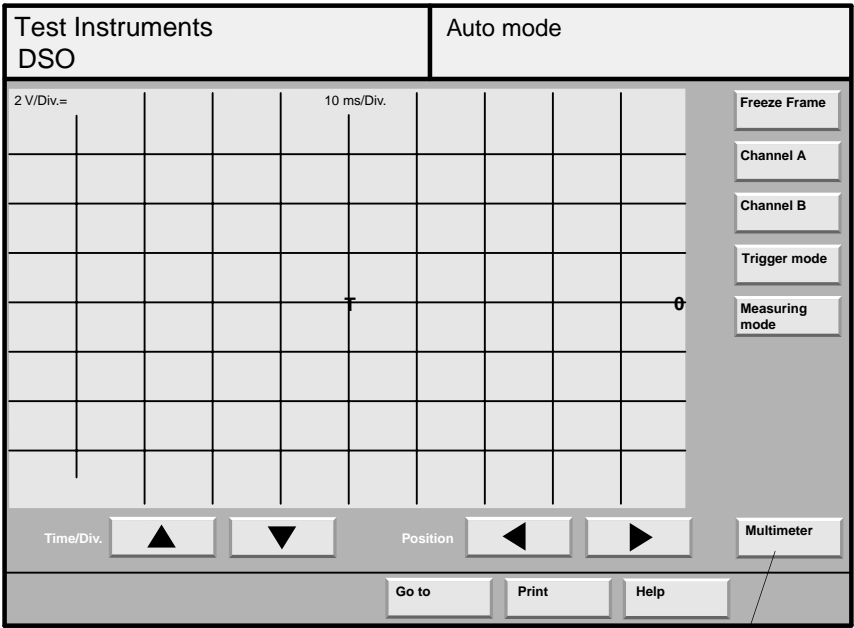 Test Instruments
DSO
Auto mode
2 V/Div.=
10 ms/Div.
Freeze Frame
Channel A
Channel B
Trigger mode
T
0
Measuring
mode
Time/Div.
Position
Multimeter
Go to
Print
Help